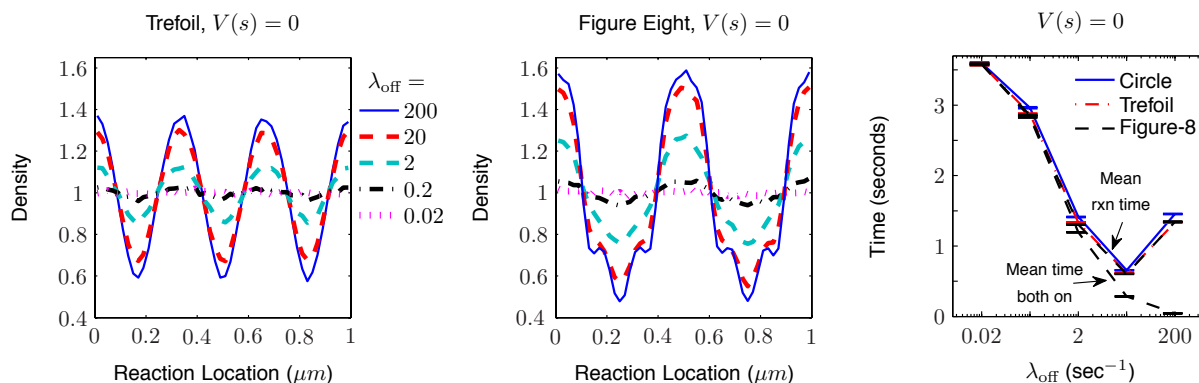 Trefoil, V(s) = 0
1.6
1.4
1.2
1
0.8
0.6
0.4
0 0.2 0.4 0.6 0.8 1
Density
Reaction Location (μm)
λoff =
200
20
2
0.2
0.02
Figure Eight, V(s) = 0
1.6
1.4
1.2
1
0.8
0.6
0.4
0 0.2 0.4 0.6 0.8 1
Density
Reaction Location (μm)
V(s) = 0
3
2
1
0
0.02 2 200
Time (seconds)
λoff (sec⁻¹)
Circle
Trefoil
Figure-8
Mean
rxn time
Mean time
both on